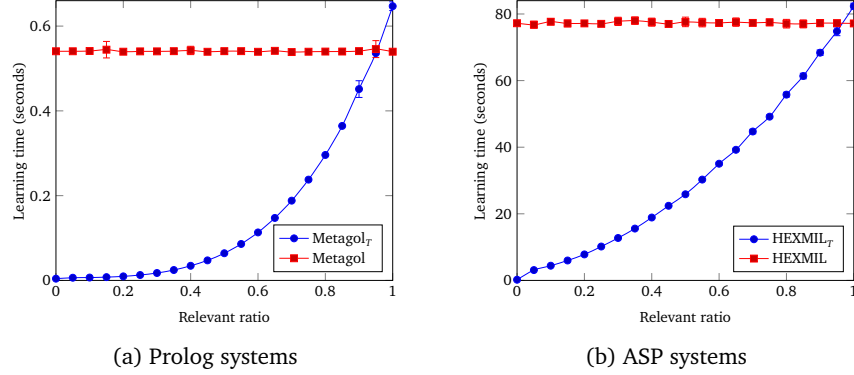 0.6
0.4
0.2
0
Learning time (seconds)
0
0.2
0.4
0.6
0.8
1
Relevant ratio
Metagol_T
Metagol
(a) Prolog systems
80
60
40
20
0
Learning time (seconds)
0
0.2
0.4
0.6
0.8
1
Relevant ratio
HEXMIL_T
HEXMIL
(b) ASP systems